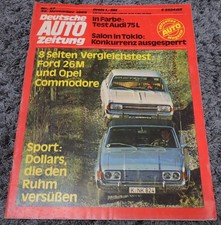 Deutsche
AUTO
Zeitung
In Farbe:
Test Audi 75 L
Salon in Tokio:
Konkurrenz ausgesperrt
8 Seiten Vergleichstest:
Ford 26M
und Opel
Commodore
Sport:
Dollars,
die den
Ruhm
versüßen